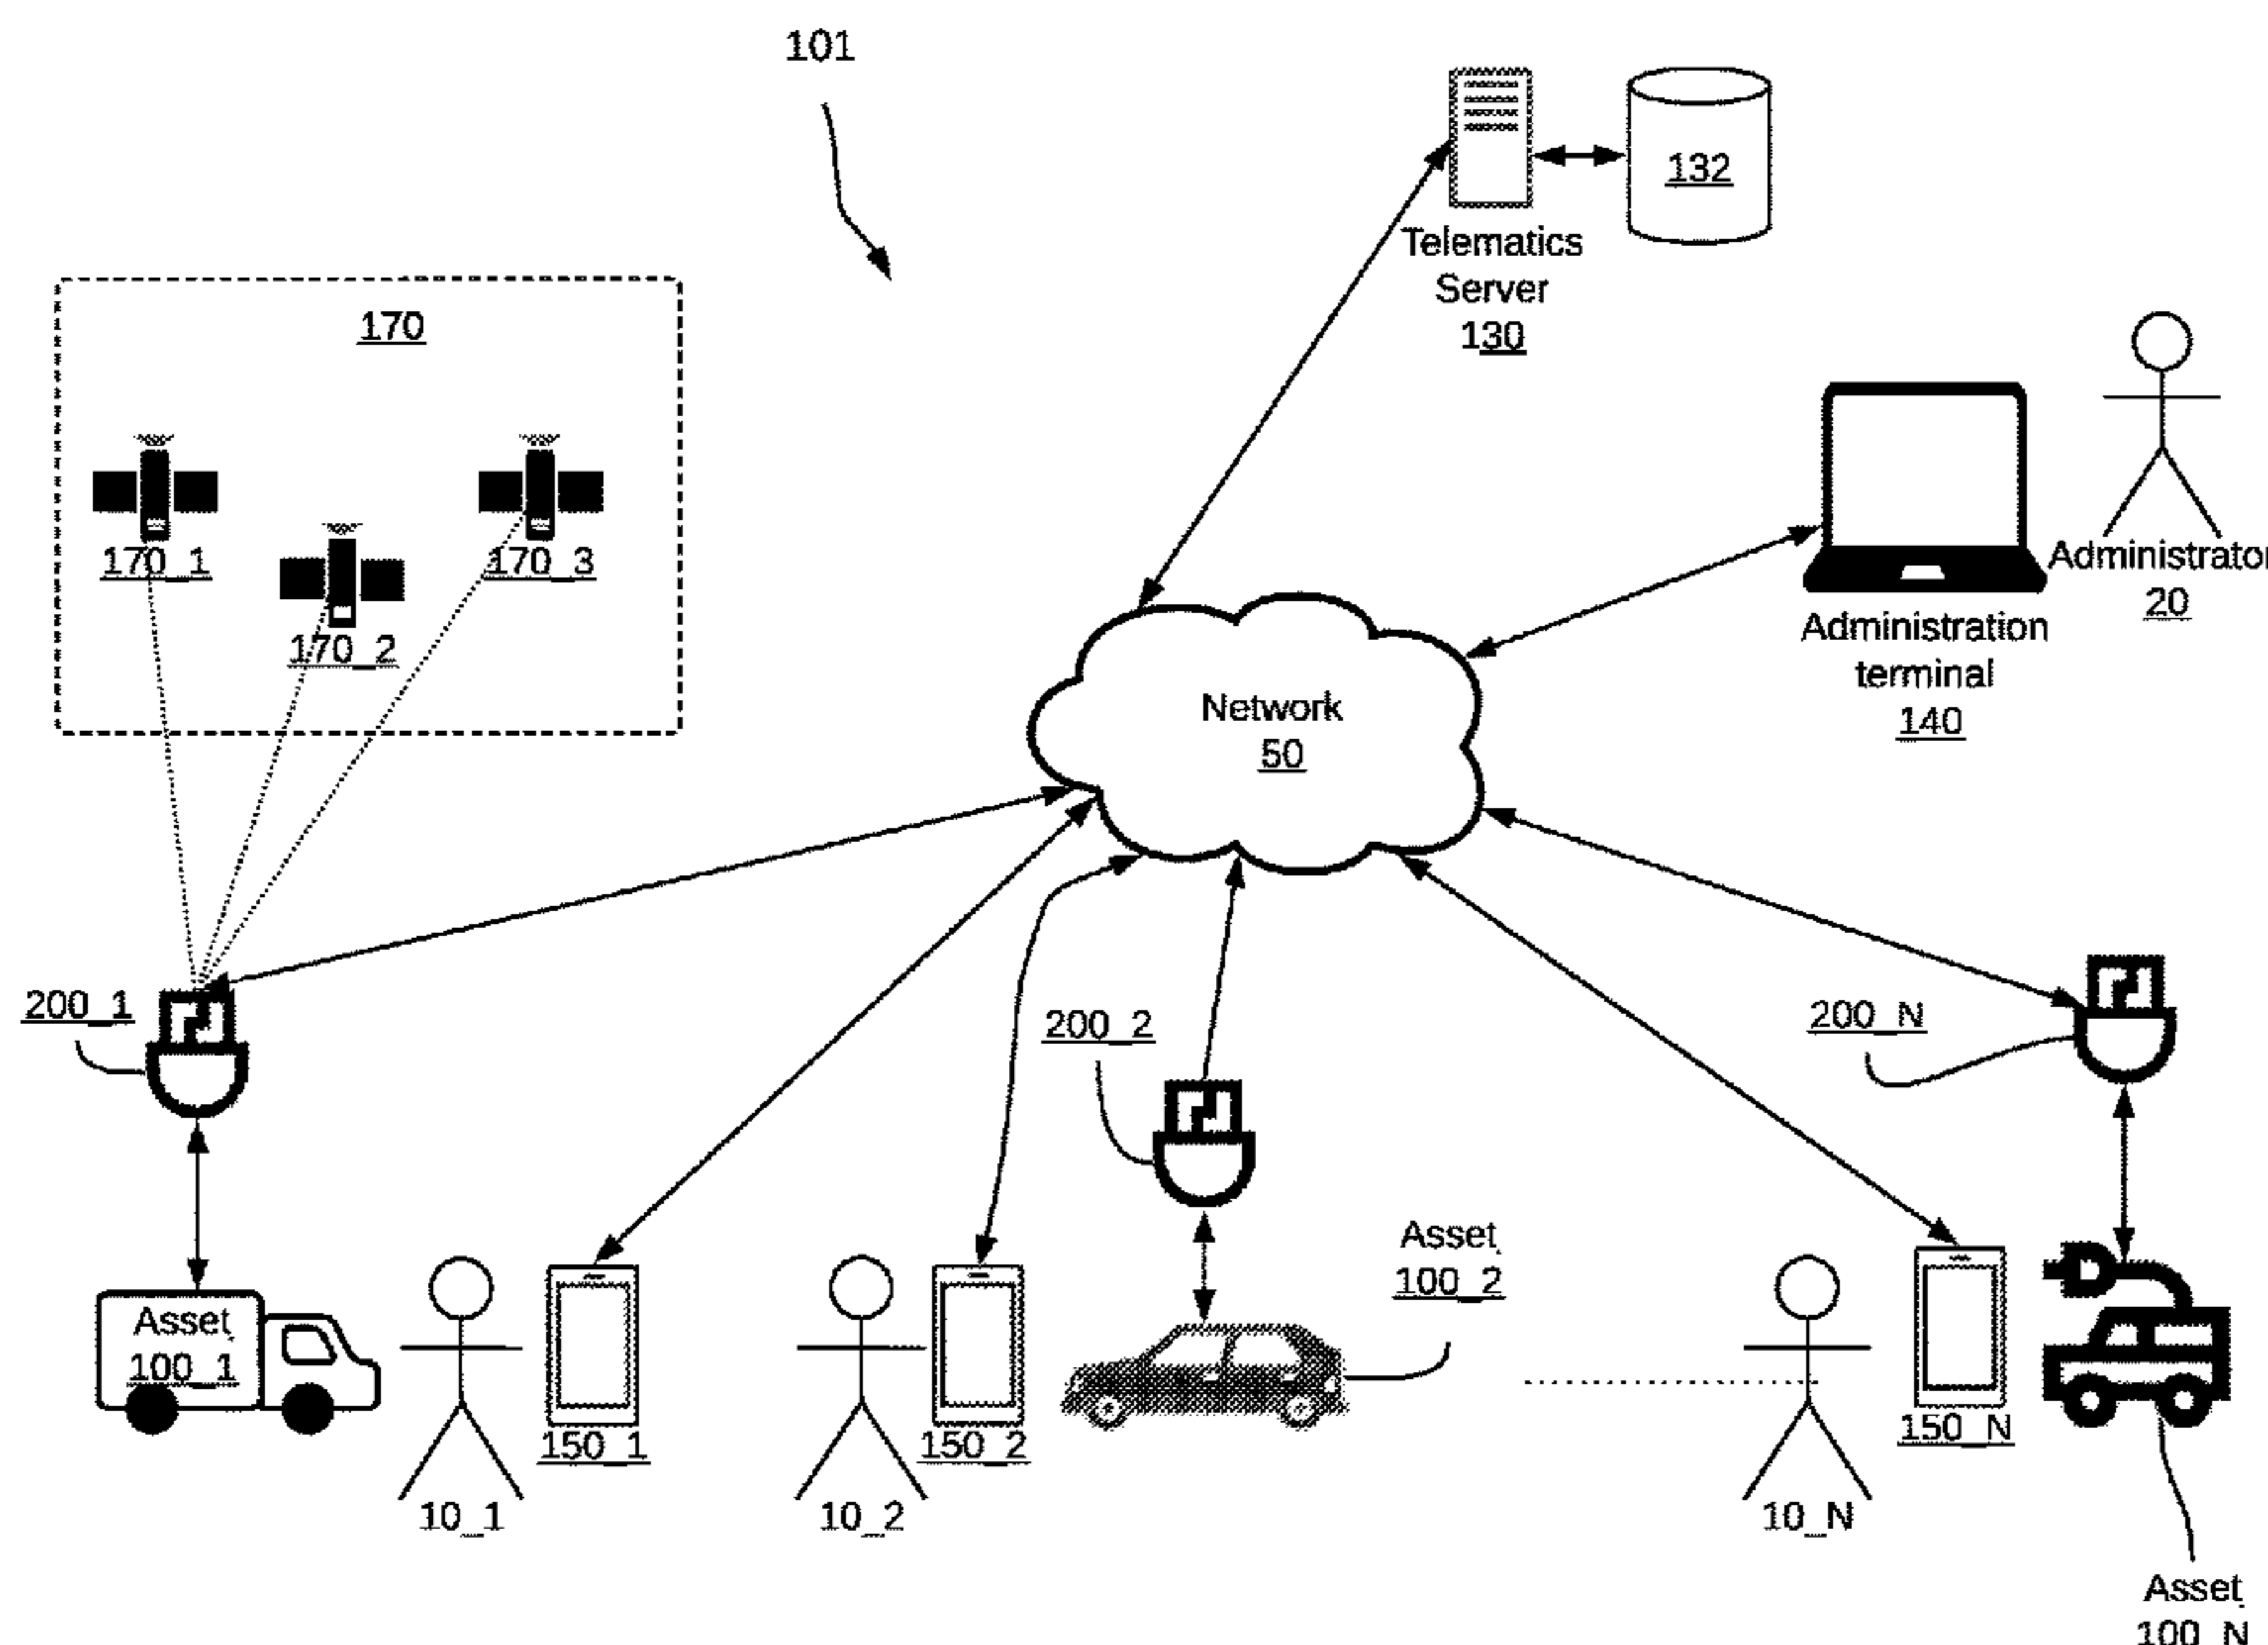 101
132
Telematics
Server
130
170
170_1
170_2
170_3
Administrator
20
Administration
terminal
140
Network
50
200_1
200_2
200_N
Asset
100_1
Asset
100_2
150_1
150_2
150_N
10_1
10_2
10_N
Asset
100_N